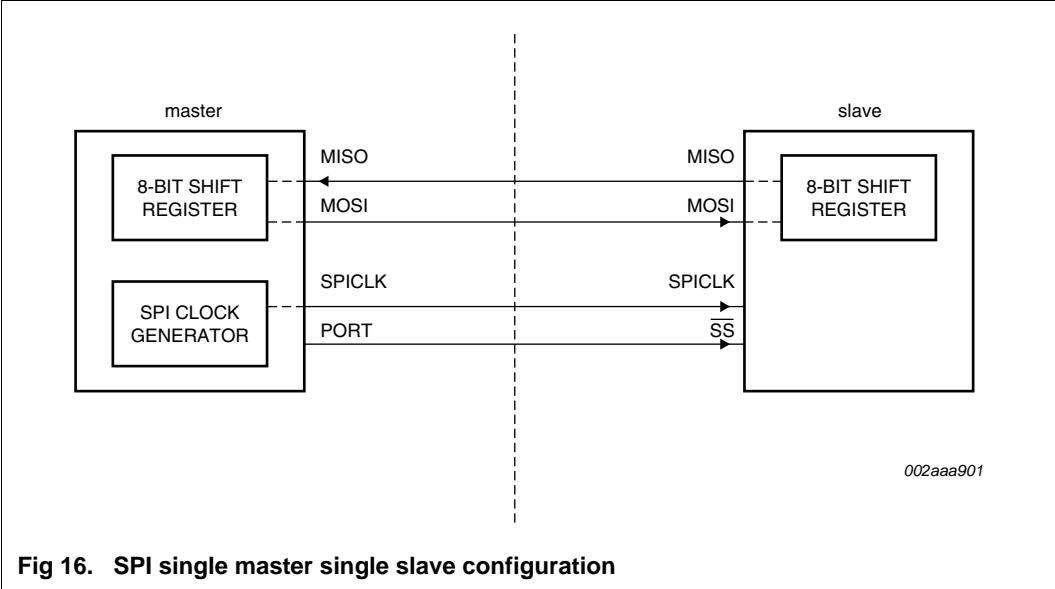 master
slave
8-BIT SHIFT
REGISTER
MISO
MISO
8-BIT SHIFT
REGISTER
MOSI
MOSI
SPI CLOCK
GENERATOR
SPICLK
SPICLK
PORT
S̅S̅
002aaa901
Fig 16. SPI single master single slave configuration